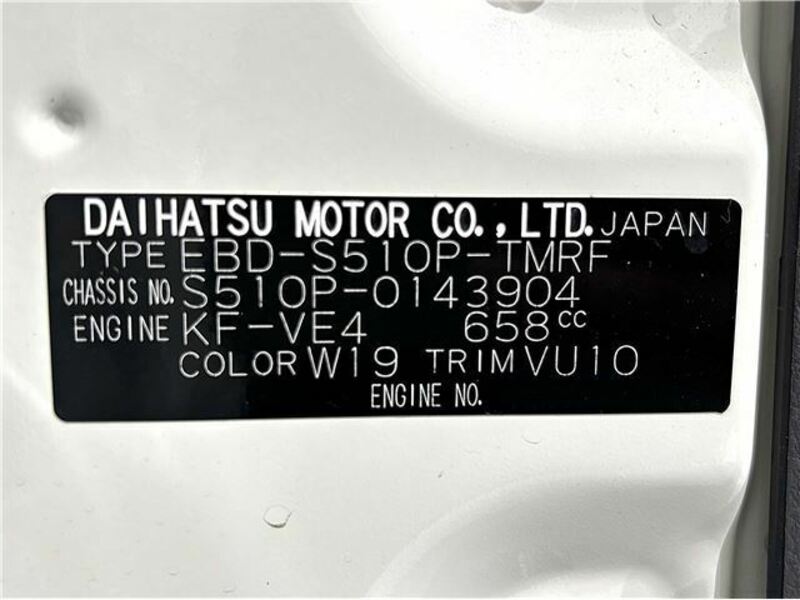 DAIHATSU MOTOR CO., LTD. JAPAN
TYPE EBD-S510P-TMRF
CHASSIS NO. S510P-0143904
ENGINE KF-VE4 658cc
COLOR W19 TRIM VU10
ENGINE NO.